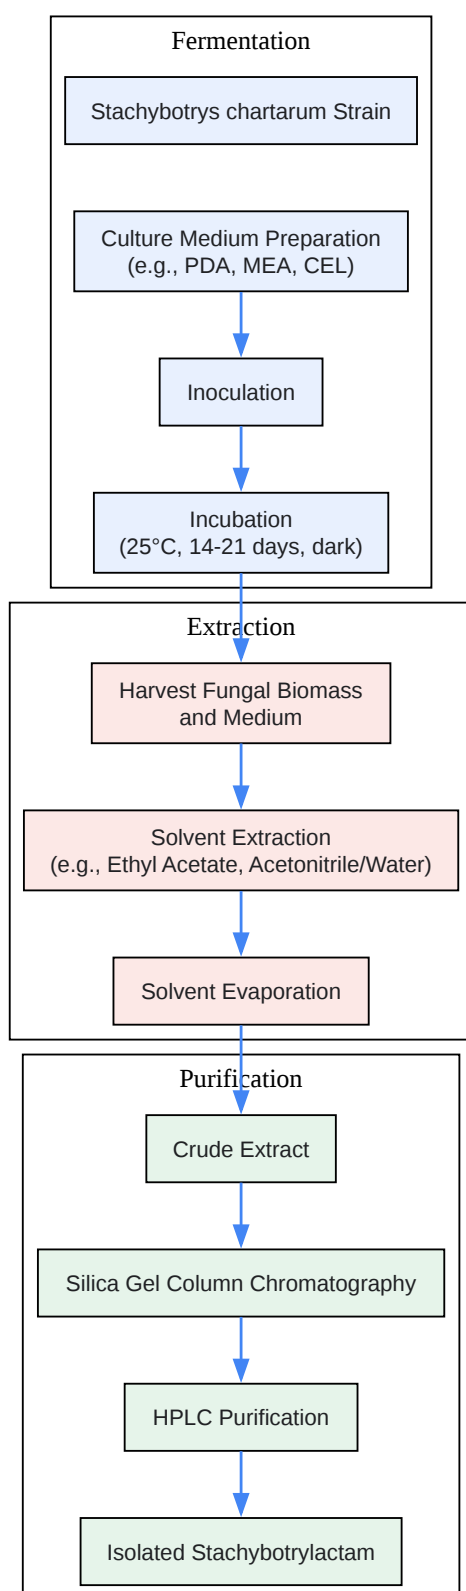 Fermentation
Stachybotrys chartarum Strain
Culture Medium Preparation
(e.g., PDA, MEA, CEL)
Inoculation
Incubation
(25°C, 14-21 days, dark)
Extraction
Harvest Fungal Biomass
and Medium
Solvent Extraction
(e.g., Ethyl Acetate, Acetonitrile/Water)
Solvent Evaporation
Purification
Crude Extract
Silica Gel Column Chromatography
HPLC Purification
Isolated Stachybotrylactam